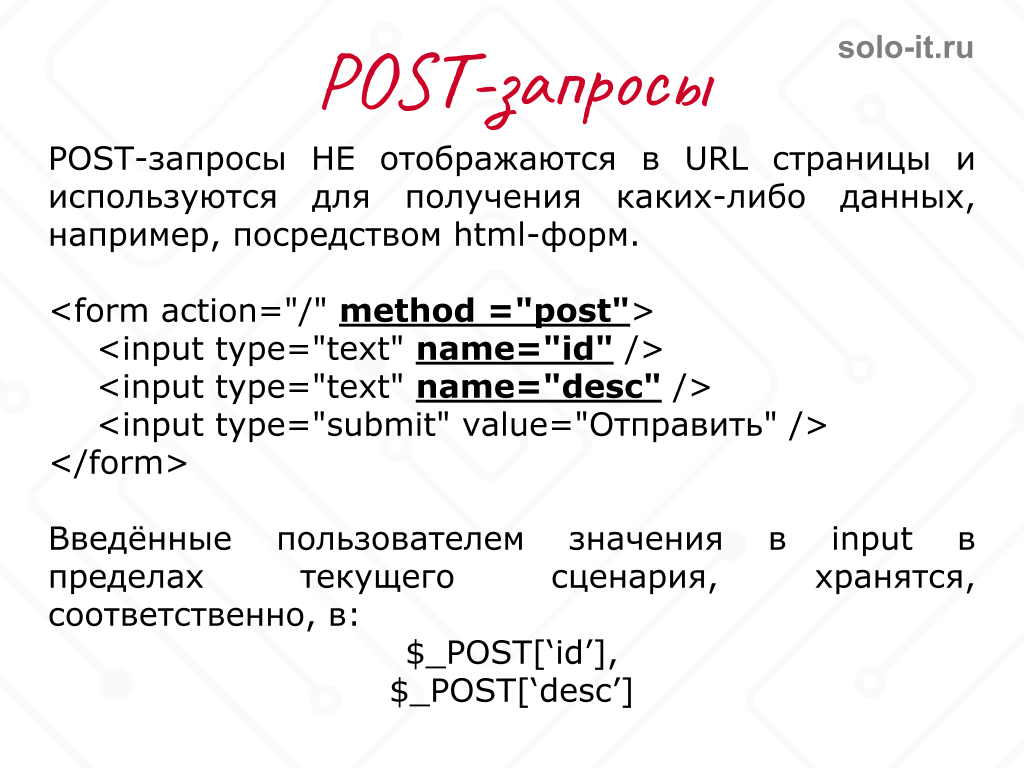 solo-it.ru
POST-запросы
POST-запросы НЕ отображаются в URL страницы и
используются для получения каких-либо данных,
например, посредством html-форм.
<form action="/" method ="post">
<input type="text" name="id" />
<input type="text" name="desc" />
<input type="submit" value="Отправить" />
</form>
Введённые пользователем значения в input в
пределах текущего сценария, хранятся,
соответственно, в:
$_POST[‘id’],
$_POST[‘desc’]